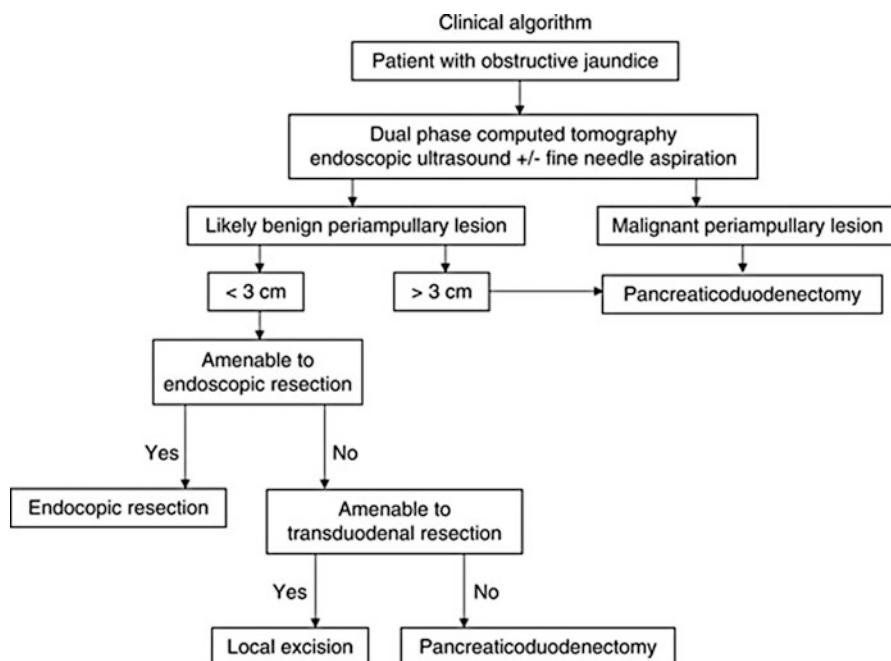 Clinical algorithm
Patient with obstructive jaundice
Dual phase computed tomography
endoscopic ultrasound +/- fine needle aspiration
Likely benign periampullary lesion
Malignant periampullary lesion
< 3 cm
> 3 cm
Pancreaticoduodenectomy
Amenable to
endoscopic resection
Yes
No
Endocopic resection
Amenable to
transduodenal resection
Yes
No
Local excision
Pancreaticoduodenectomy